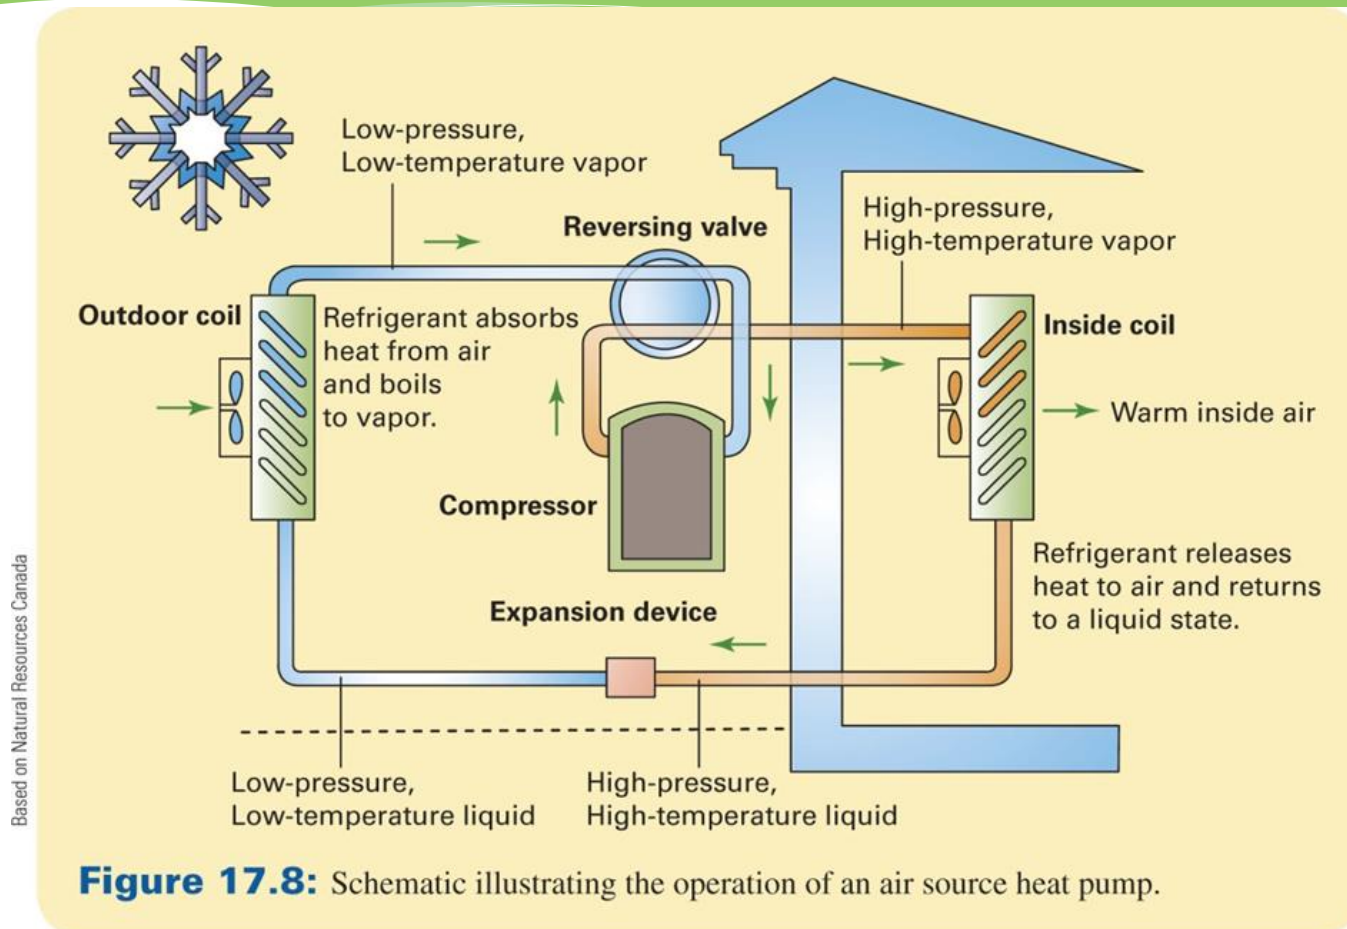 Low-pressure,
Low-temperature vapor
Reversing valve
High-pressure,
High-temperature vapor
Outdoor coil
Refrigerant absorbs
heat from air
and boils
to vapor.
Inside coil
Warm inside air
Compressor
Refrigerant releases
heat to air and returns
to a liquid state.
Expansion device
Low-pressure,
Low-temperature liquid
High-pressure,
High-temperature liquid
Based on Natural Resources Canada
Figure 17.8: Schematic illustrating the operation of an air source heat pump.